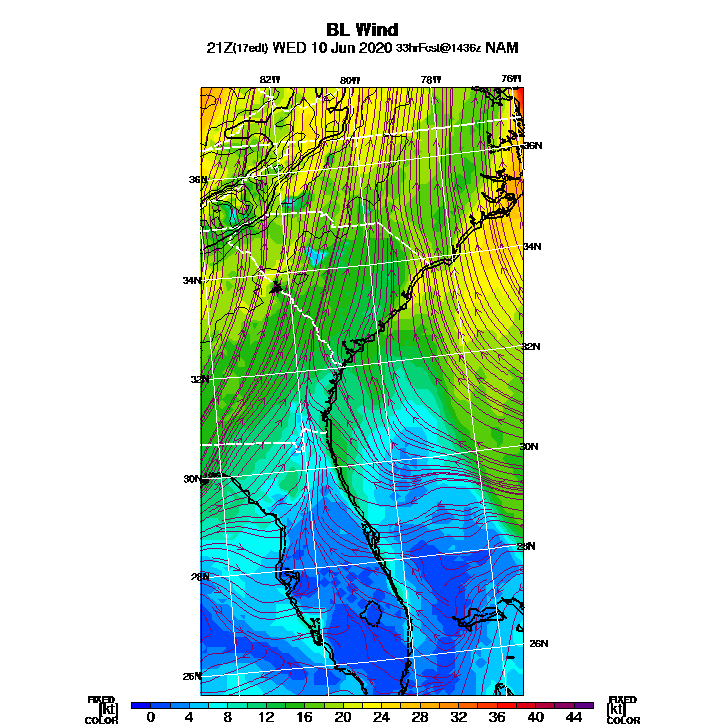 BL Wind
21Z(17edt) WED 10 Jun 2020 33hrFcst@1436z NAM
82W 80W 78W 76W
36N
36N
34N
34N
32N
32N
30N
30N
28N
28N
26N
26N
FIXED FIXED
[kt] 0 4 8 12 16 20 24 28 32 36 40 44 [kt]
COLOR COLOR